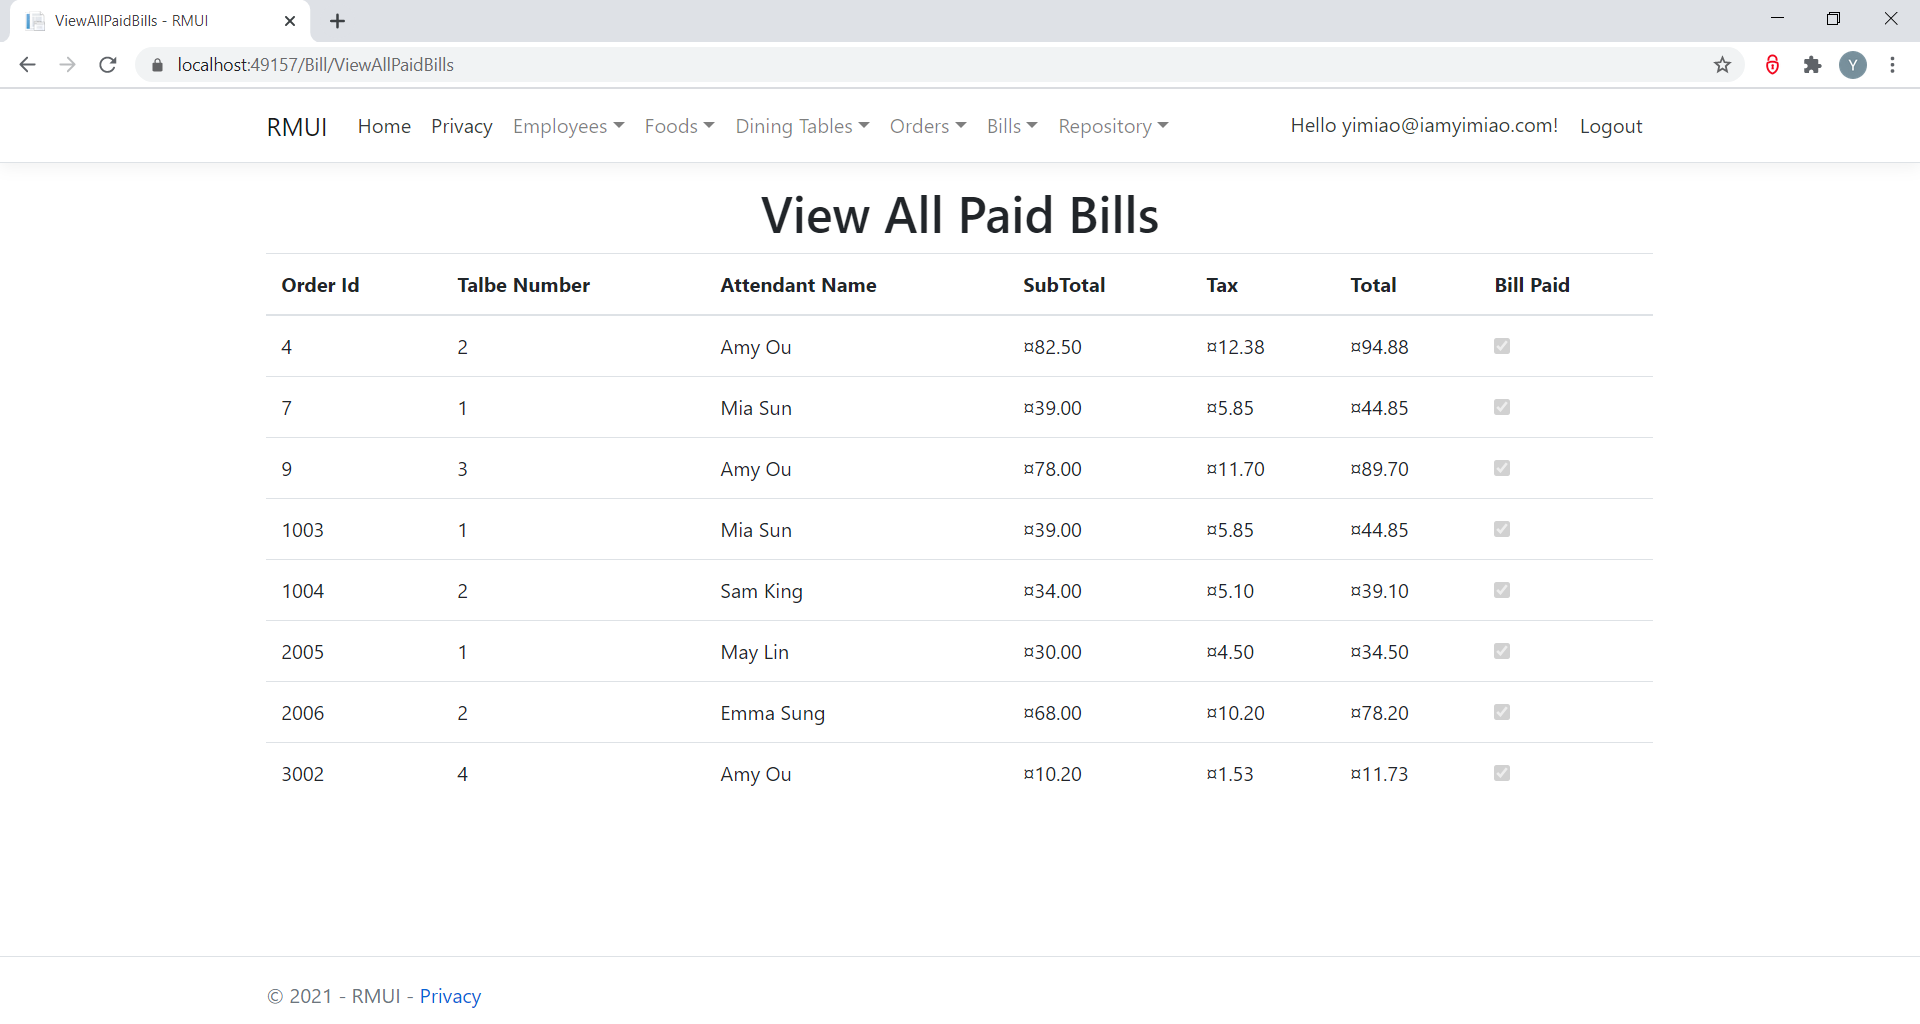 ViewAllPaidBills - RMUI
localhost:49157/Bill/ViewAllPaidBills
Y
RMUI Home Privacy Employees Foods Dining Tables Orders Bills Repository Hello yimiao@iamyimiao.com! Logout
View All Paid Bills
Order Id Talbe Number Attendant Name SubTotal Tax Total Bill Paid
4 2 Amy Ou ¤82.50 ¤12.38 ¤94.88
7 1 Mia Sun ¤39.00 ¤5.85 ¤44.85
9 3 Amy Ou ¤78.00 ¤11.70 ¤89.70
1003 1 Mia Sun ¤39.00 ¤5.85 ¤44.85
1004 2 Sam King ¤34.00 ¤5.10 ¤39.10
2005 1 May Lin ¤30.00 ¤4.50 ¤34.50
2006 2 Emma Sung ¤68.00 ¤10.20 ¤78.20
3002 4 Amy Ou ¤10.20 ¤1.53 ¤11.73
© 2021 - RMUI - Privacy